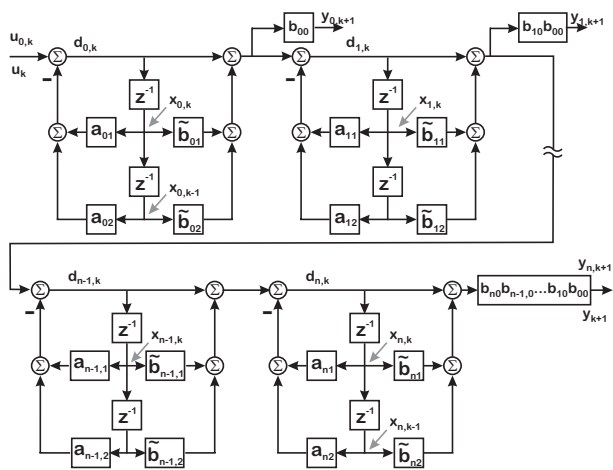 b₀₀ y₀,ₖ₊₁ b₁₀b₀₀ y₁,ₖ₊₁
u₀,ₖ Σ d₀,ₖ Σ Σ d₁,ₖ Σ
uₖ
z⁻¹ z⁻¹
x₀,ₖ x₁,ₖ
Σ a₀₁ b̃₀₁ Σ Σ a₁₁ b̃₁₁ Σ
z⁻¹ z⁻¹
x₀,ₖ₋₁
a₀₂ b̃₀₂ a₁₂ b̃₁₂
Σ dₙ₋₁,ₖ Σ Σ dₙ,ₖ Σ bₙ₀bₙ₋₁,₀...b₁₀b₀₀ yₙ,ₖ₊₁
yₖ₊₁
z⁻¹ z⁻¹
xₙ₋₁,ₖ xₙ,ₖ
Σ aₙ₋₁,₁ b̃ₙ₋₁,₁ Σ Σ aₙ₁ b̃ₙ₁ Σ
z⁻¹ z⁻¹
xₙ,ₖ₋₁
aₙ₋₁,₂ b̃ₙ₋₁,₂ aₙ₂ b̃ₙ₂